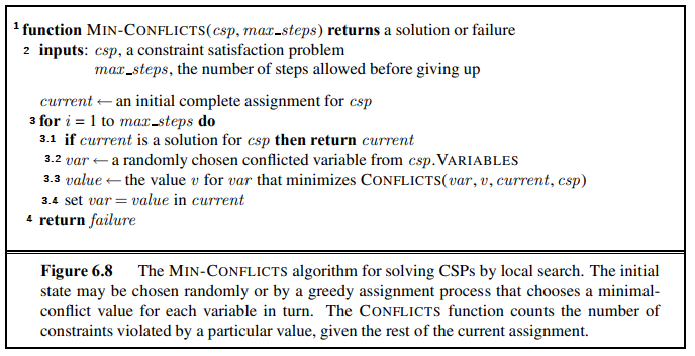 1 function MIN-CONFLICTS(csp, max_steps) returns a solution or failure
2 inputs: csp, a constraint satisfaction problem
max_steps, the number of steps allowed before giving up
current ← an initial complete assignment for csp
3 for i = 1 to max_steps do
3.1 if current is a solution for csp then return current
3.2 var ← a randomly chosen conflicted variable from csp.VARIABLES
3.3 value ← the value v for var that minimizes CONFLICTS(var, v, current, csp)
3.4 set var = value in current
4 return failure
Figure 6.8 The MIN-CONFLICTS algorithm for solving CSPs by local search. The initial
state may be chosen randomly or by a greedy assignment process that chooses a minimal-
conflict value for each variable in turn. The CONFLICTS function counts the number of
constraints violated by a particular value, given the rest of the current assignment.